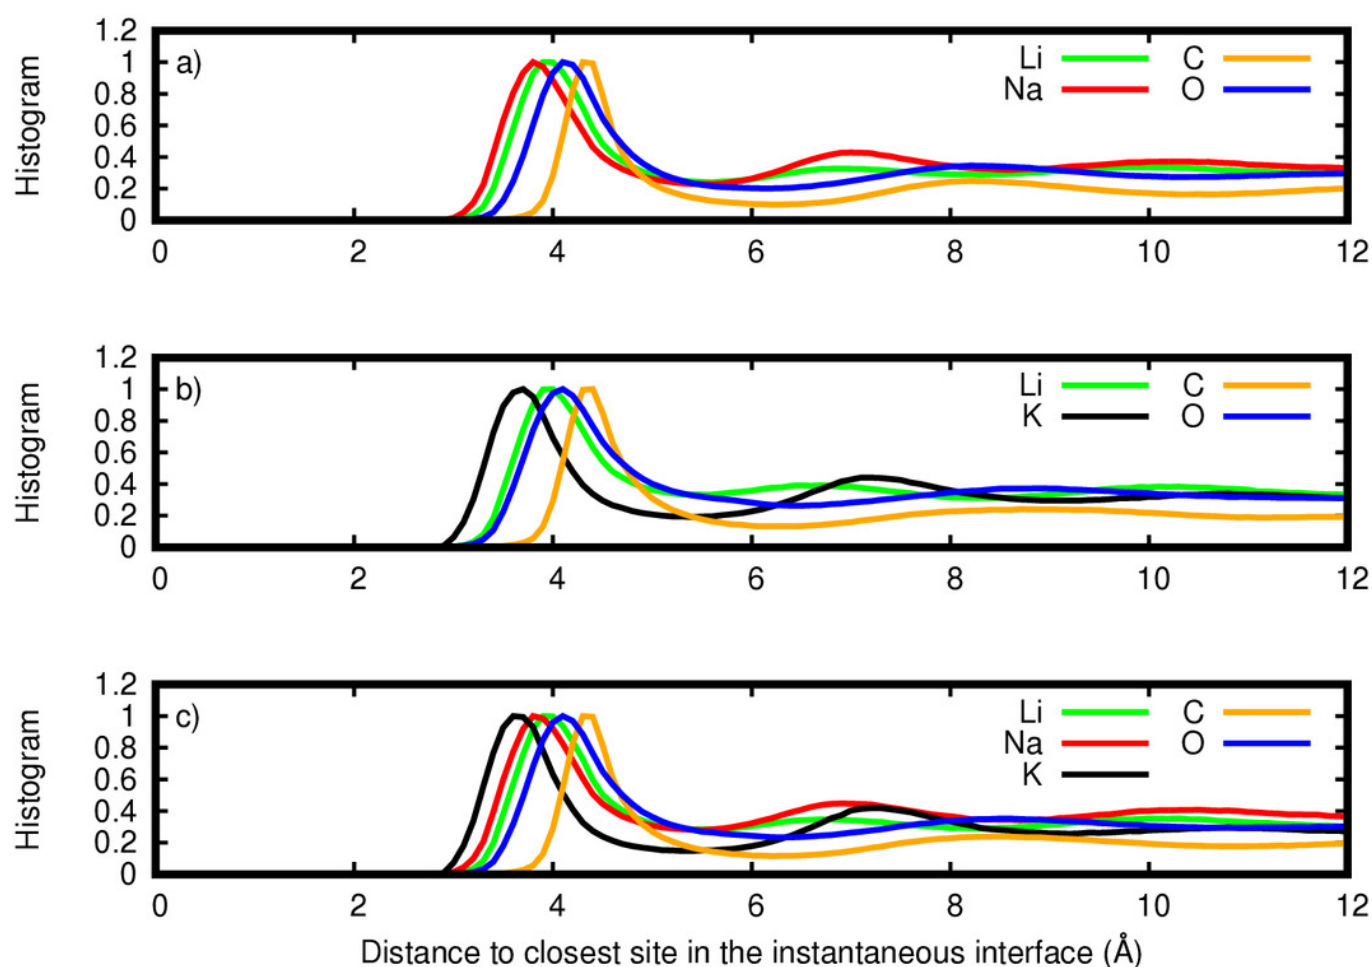 Histogram
1.2
1
0.8
0.6
0.4
0.2
0
a)
Li
C
Na
O
0 2 4 6 8 10 12
Histogram
1.2
1
0.8
0.6
0.4
0.2
0
b)
Li
C
K
O
0 2 4 6 8 10 12
Histogram
1.2
1
0.8
0.6
0.4
0.2
0
c)
Li
C
Na
O
K
0 2 4 6 8 10 12
Distance to closest site in the instantaneous interface (Å)